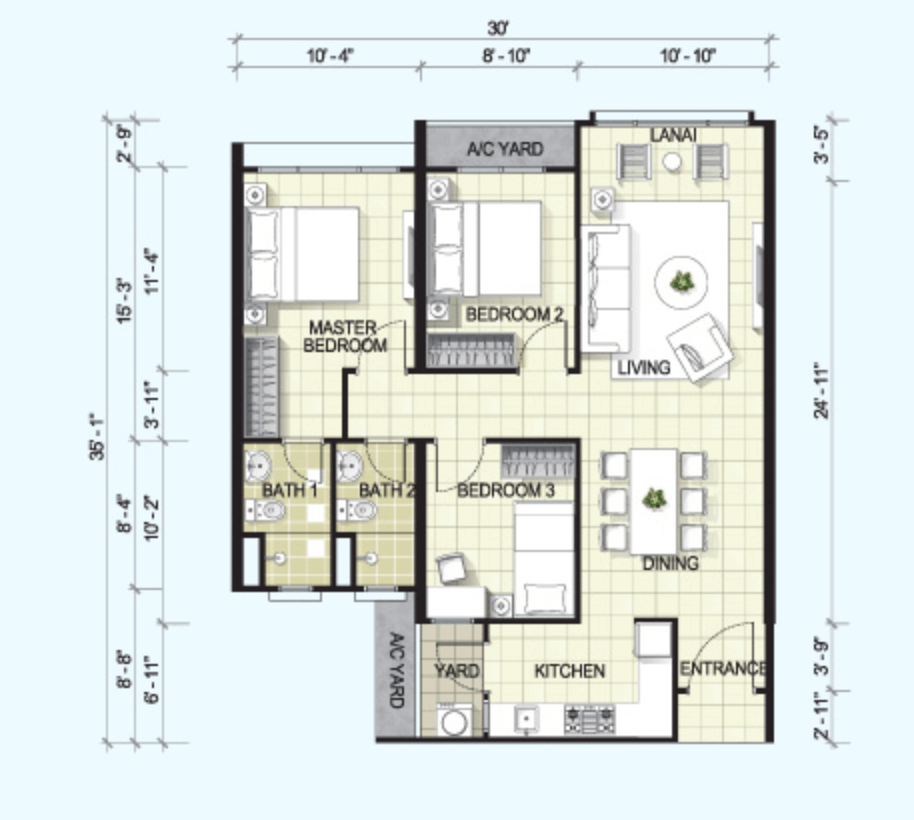 30'
10' - 4"
8' - 10"
10' - 10"
2' - 9"
15' - 3'
8' - 4"
8' - 8"
35' - 1"
11' - 4"
3' - 11"
10' - 2"
6' - 11"
3' - 5"
24' - 11"
3' - 9"
2' - 11"
LANAI
A/C YARD
MASTER
BEDROOM
BEDROOM 2
LIVING
BATH 1
BATH 2
BEDROOM 3
DINING
A/C YARD
YARD
KITCHEN
ENTRANCE